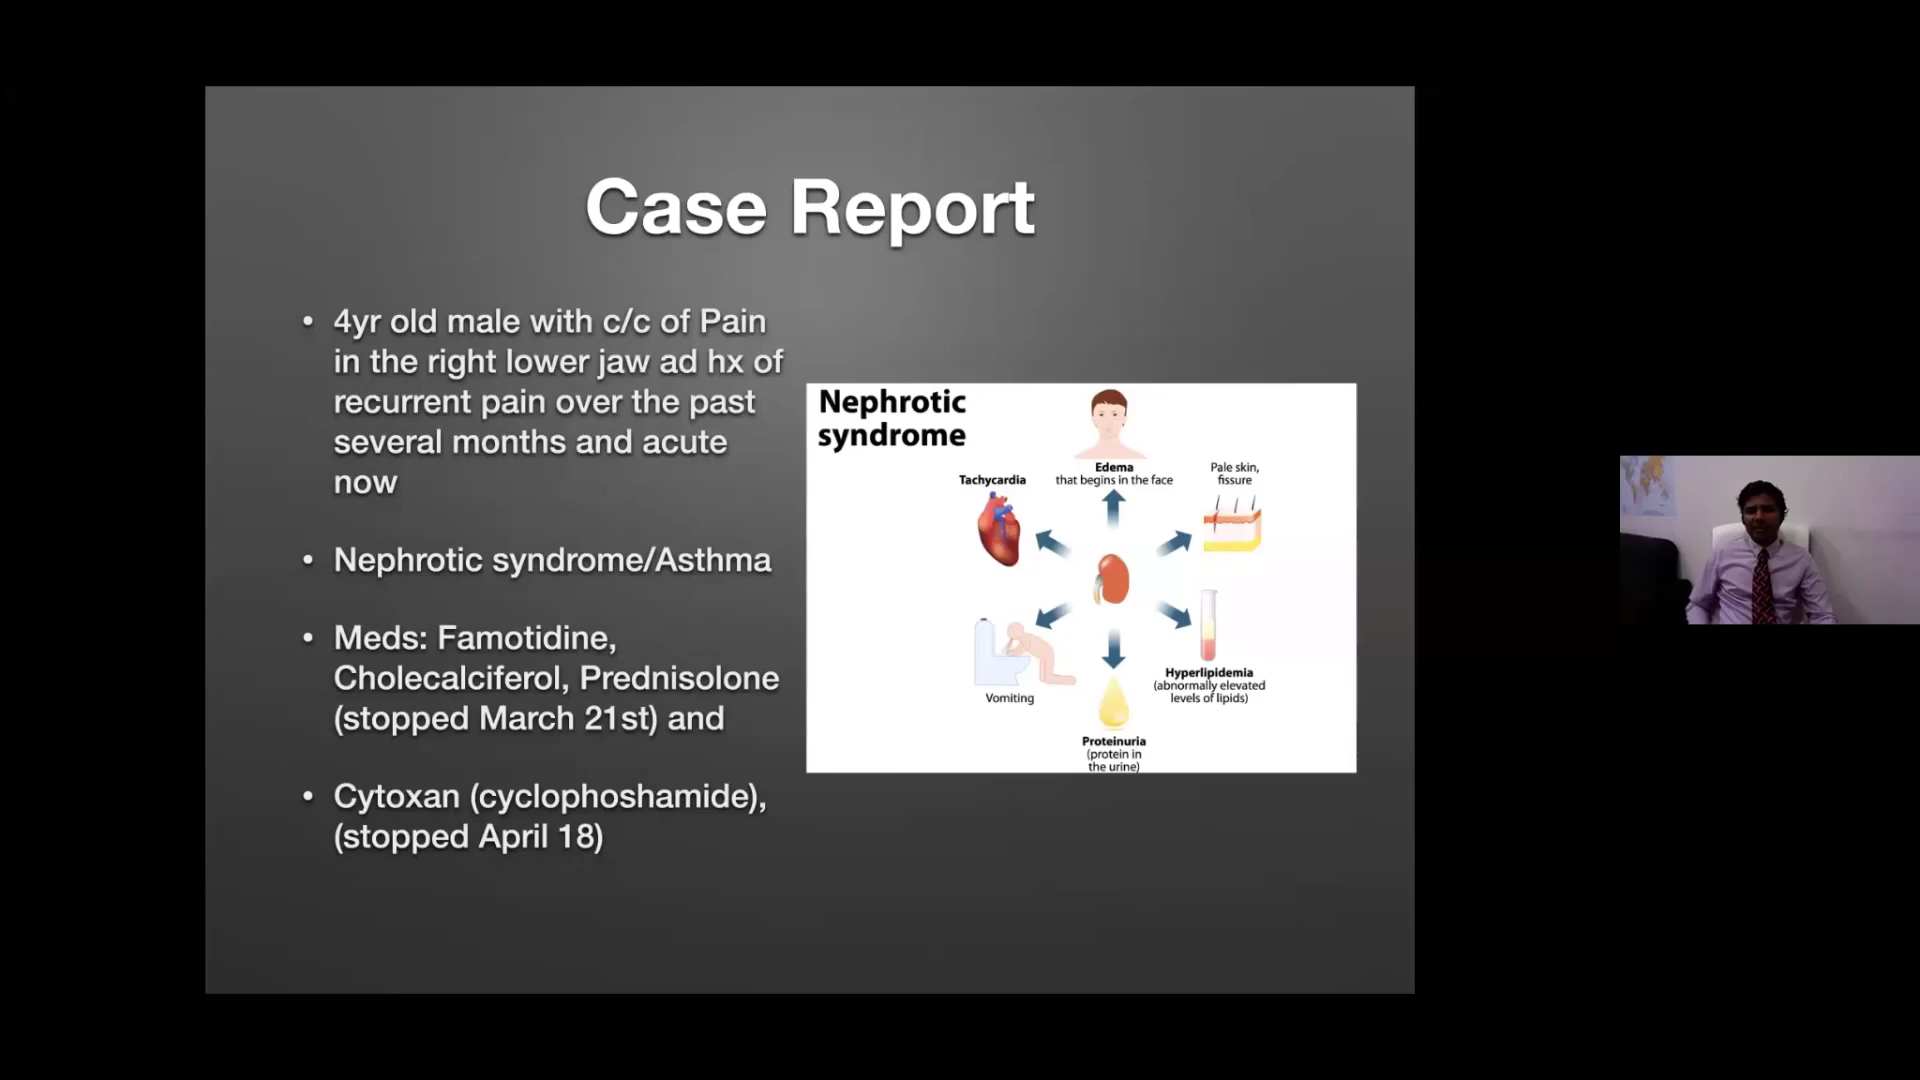 Case Report
• 4yr old male with c/c of Pain
in the right lower jaw ad hx of
recurrent pain over the past
several months and acute
now
• Nephrotic syndrome/Asthma
• Meds: Famotidine,
Cholecalciferol, Prednisolone
(stopped March 21st) and
• Cytoxan (cyclophoshamide),
(stopped April 18)
Nephrotic
syndrome
Edema
that begins in the face
Tachycardia
Pale skin,
fissure
Vomiting
Hyperlipidemia
(abnormally elevated
levels of lipids)
Proteinuria
(protein in
the urine)